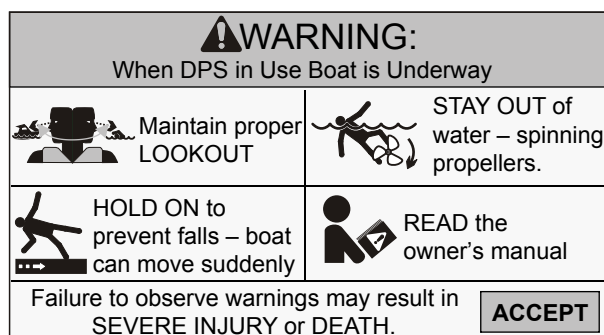 WARNING:
When DPS in Use Boat is Underway
Maintain proper
LOOKOUT
STAY OUT of
water – spinning
propellers.
HOLD ON to
prevent falls – boat
can move suddenly
READ the
owner's manual
Failure to observe warnings may result in
SEVERE INJURY or DEATH.
ACCEPT